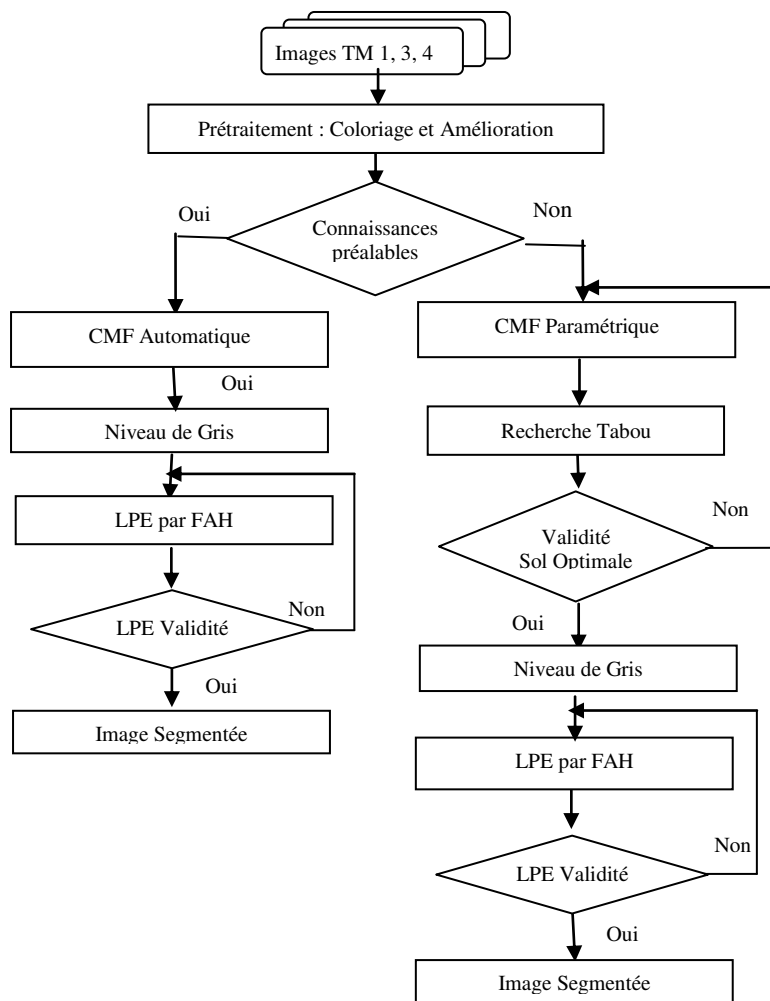 Images TM 1, 3, 4
Prétraitement : Coloriage et Amélioration
Oui
Non
Connaissances
préalables
CMF Automatique
CMF Paramétrique
Oui
Niveau de Gris
Recherche Tabou
LPE par FAH
Validité
Sol Optimale
Non
LPE Validité
Non
Oui
Niveau de Gris
Oui
Image Segmentée
LPE par FAH
Non
LPE Validité
Oui
Image Segmentée